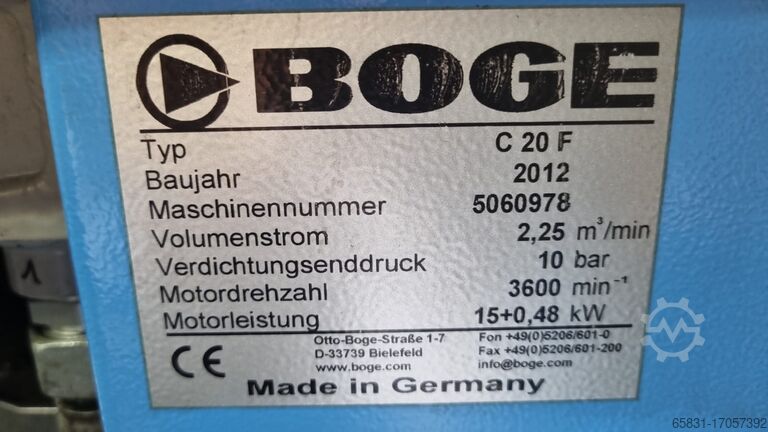 BOGE
Typ C 20 F
Baujahr 2012
Maschinennummer 5060978
Volumenstrom 2,25 m³/min
Verdichtungsenddruck 10 bar
Motordrehzahl 3600 min⁻¹
Motorleistung 15+0,48 kW
Otto-Boge-Straße 1-7 Fon +49(0)5206/601-0
D-33739 Bielefeld Fax +49(0)5206/601-200
www.boge.com info@boge.com
CE
Made in Germany
1
65831-17057392